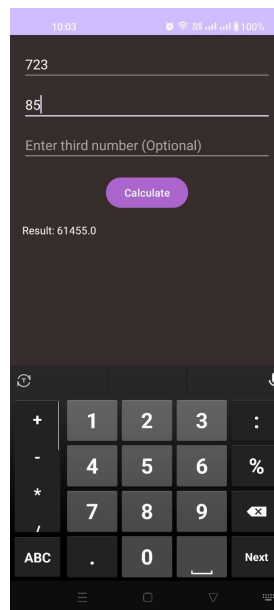 10:03 100%
723
85
Enter third number (Optional)
Calculate
Result: 61455.0
+ 1 2 3 :
- 4 5 6 %
* 7 8 9
/
ABC . 0 Next